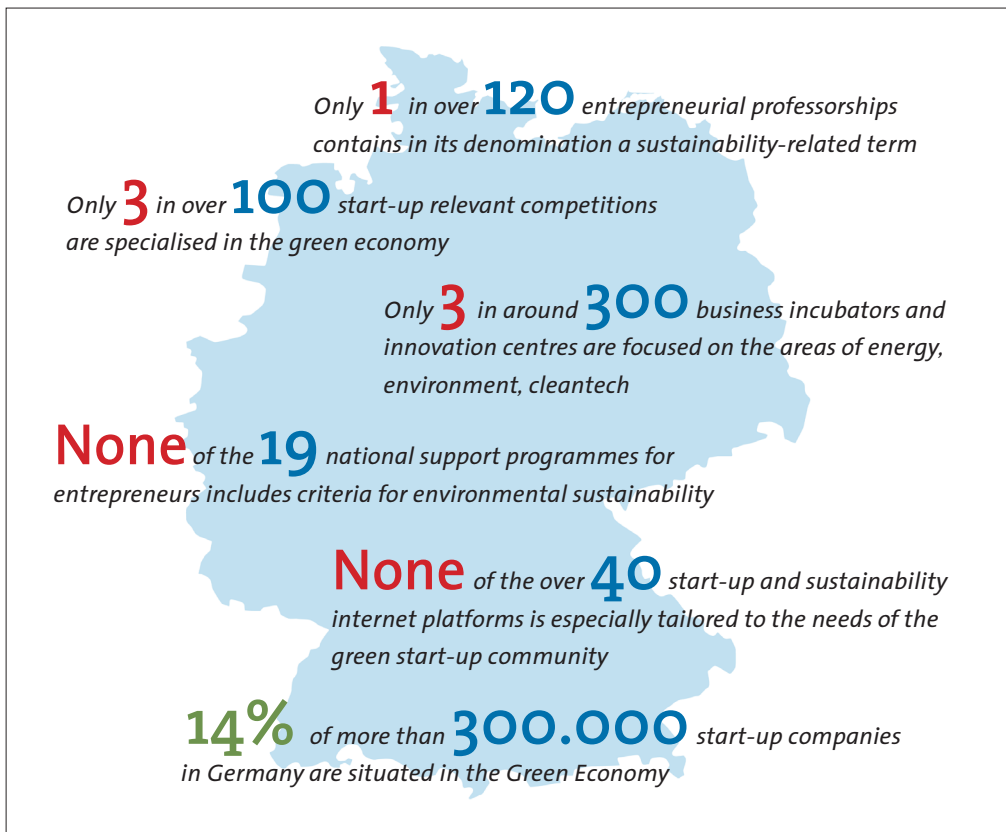 Only 1 in over 120 entrepreneurial professorships
contains in its denomination a sustainability-related term
Only 3 in over 100 start-up relevant competitions
are specialised in the green economy
Only 3 in around 300 business incubators and
innovation centres are focused on the areas of energy,
environment, cleantech
None of the 19 national support programmes for
entrepreneurs includes criteria for environmental sustainability
None of the over 40 start-up and sustainability
internet platforms is especially tailored to the needs of the
green start-up community
14% of more than 300.000 start-up companies
in Germany are situated in the Green Economy